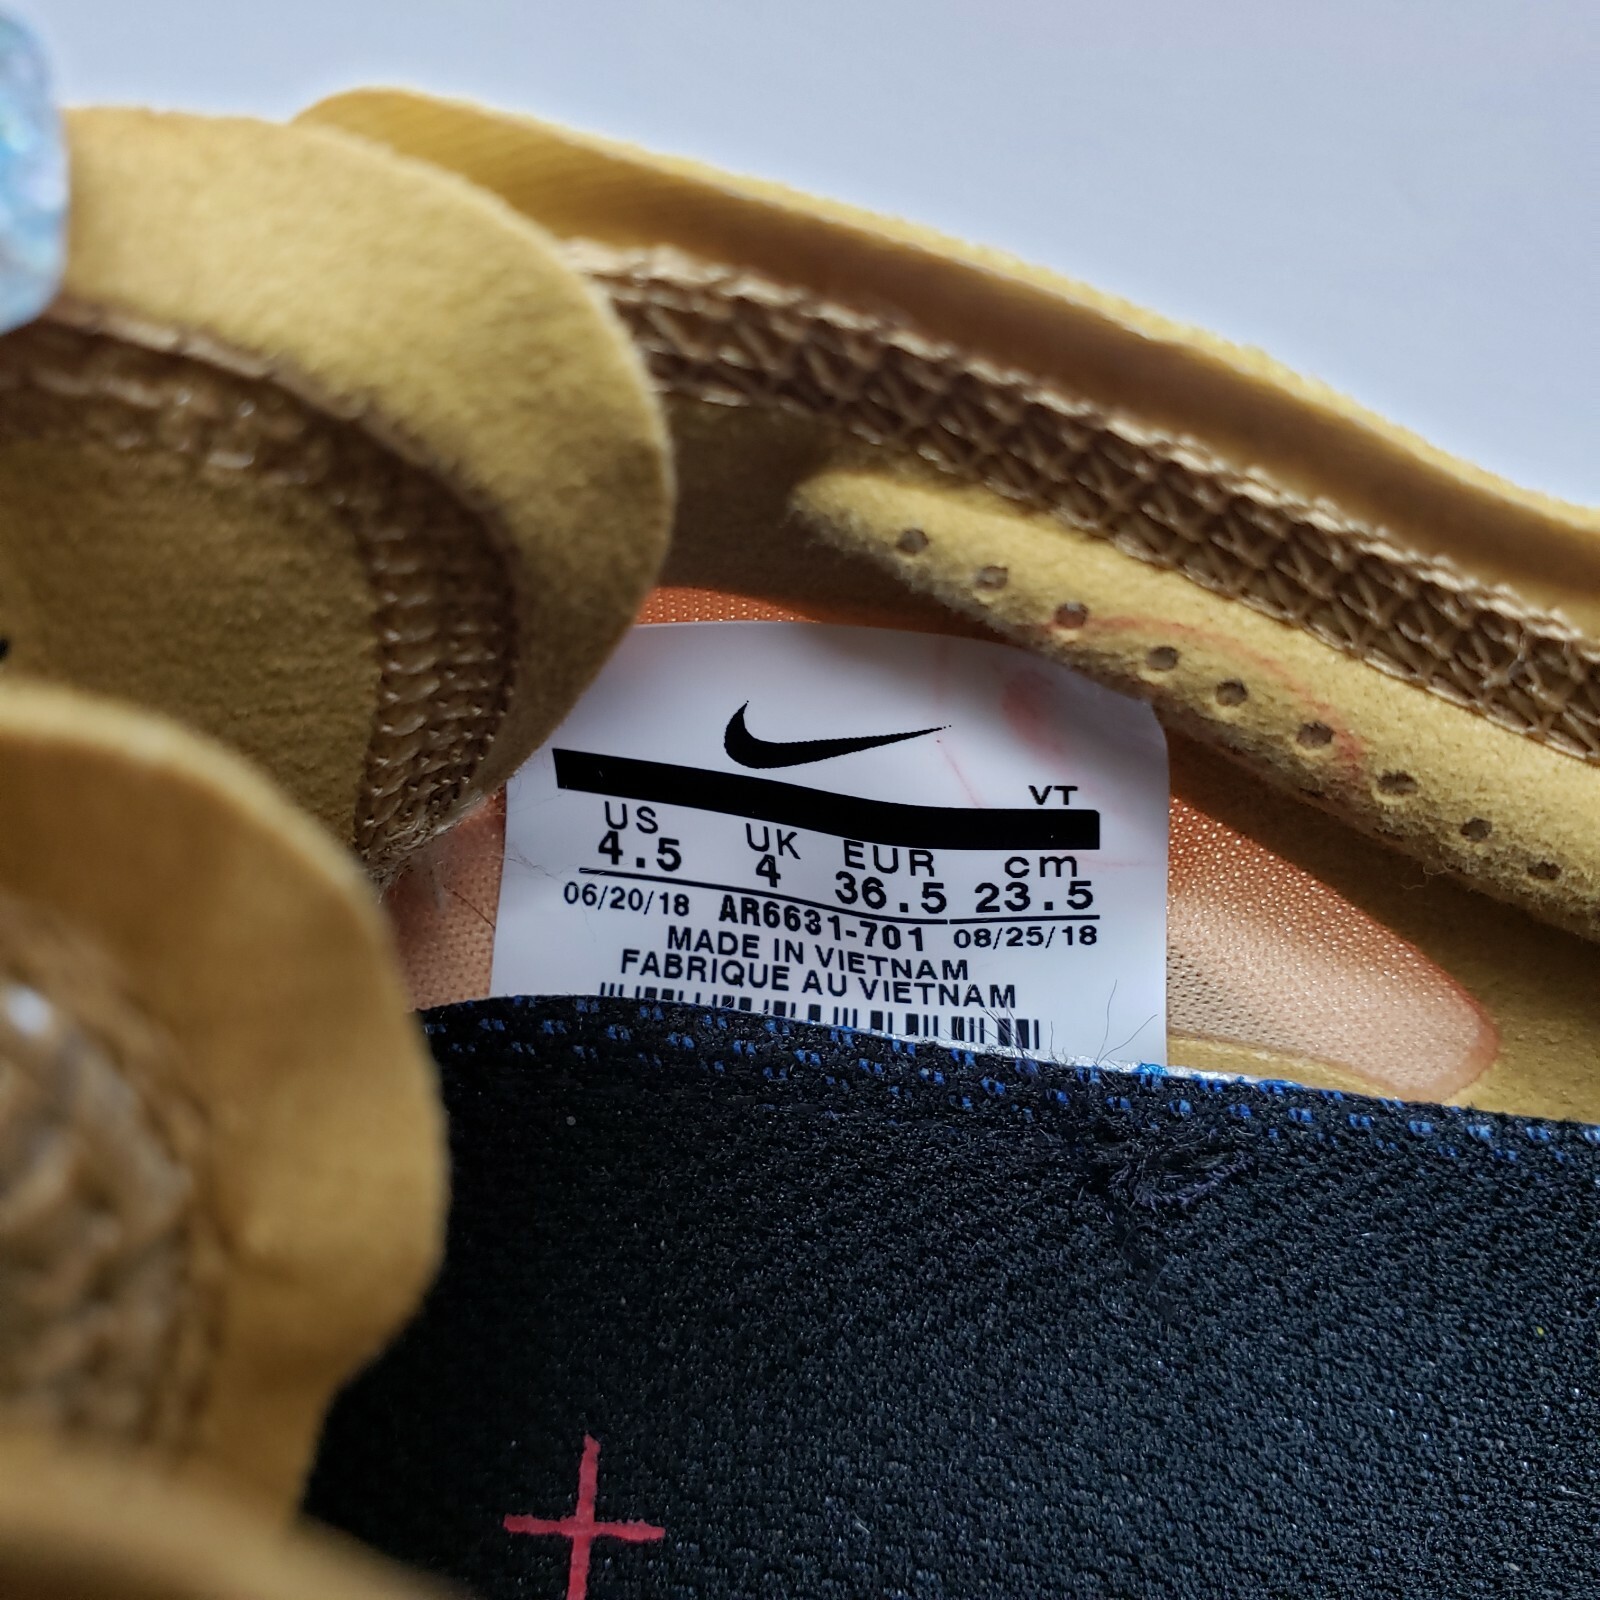 VT
US UK EUR cm
4.5 4 36.5 23.5
06/20/18 AR6631-701 08/25/18
MADE IN VIETNAM
FABRIQUE AU VIETNAM